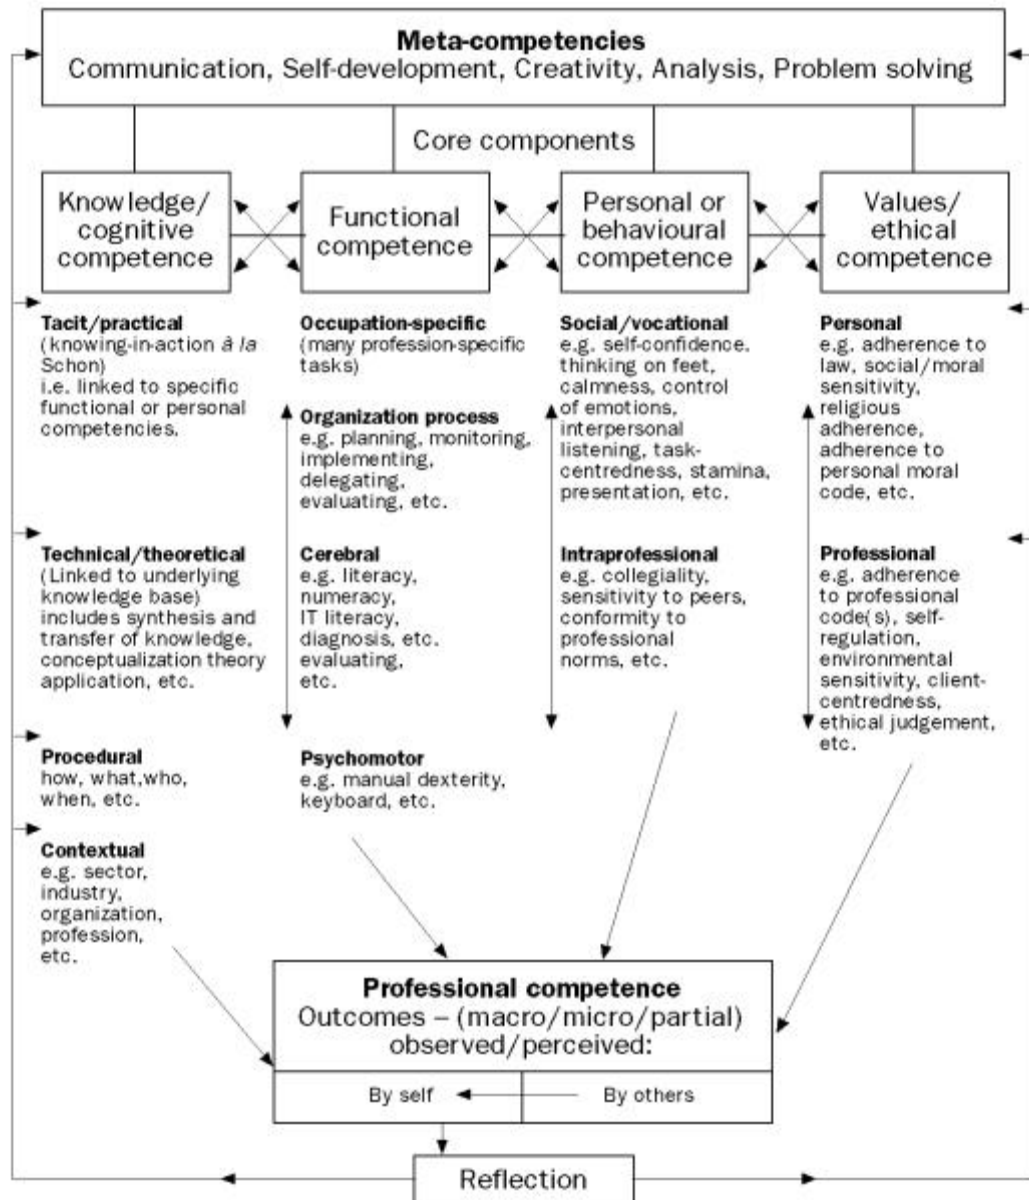 Meta-competencies
Communication, Self-development, Creativity, Analysis, Problem solving
Core components
Knowledge/
cognitive
competence
Functional
competence
Personal or
behavioural
competence
Values/
ethical
competence
Tacit/practical
(knowing-in-action à la
Schon)
i.e. linked to specific
functional or personal
competencies.
Technical/theoretical
(Linked to underlying
knowledge base)
includes synthesis and
transfer of knowledge,
conceptualization theory
application, etc.
Procedural
how, what,who,
when, etc.
Contextual
e.g. sector,
industry,
organization,
profession,
etc.
Occupation-specific
(many profession-specific
tasks)
Organization process
e.g. planning, monitoring,
implementing,
delegating,
evaluating, etc.
Cerebral
e.g. literacy,
numeracy,
IT literacy,
diagnosis, etc.
evaluating,
etc.
Psychomotor
e.g. manual dexterity,
keyboard, etc.
Social/vocational
e.g. self-confidence.
thinking on feet,
calmness, control
of emotions,
interpersonal
listening, task-
centredness, stamina,
presentation, etc.
Intraprofessional
e.g. collegiality,
sensitivity to peers,
conformity to
professional
norms, etc.
Personal
e.g. adherence to
law, social/moral
sensitivity,
religious
adherence,
adherence to
personal moral
code, etc.
Professional
e.g. adherence
to professional
code(s), self-
regulation,
environmental
sensitivity, client-
centredness,
ethical judgement,
etc.
Professional competence
Outcomes – (macro/micro/partial)
observed/perceived:
By self
By others
Reflection